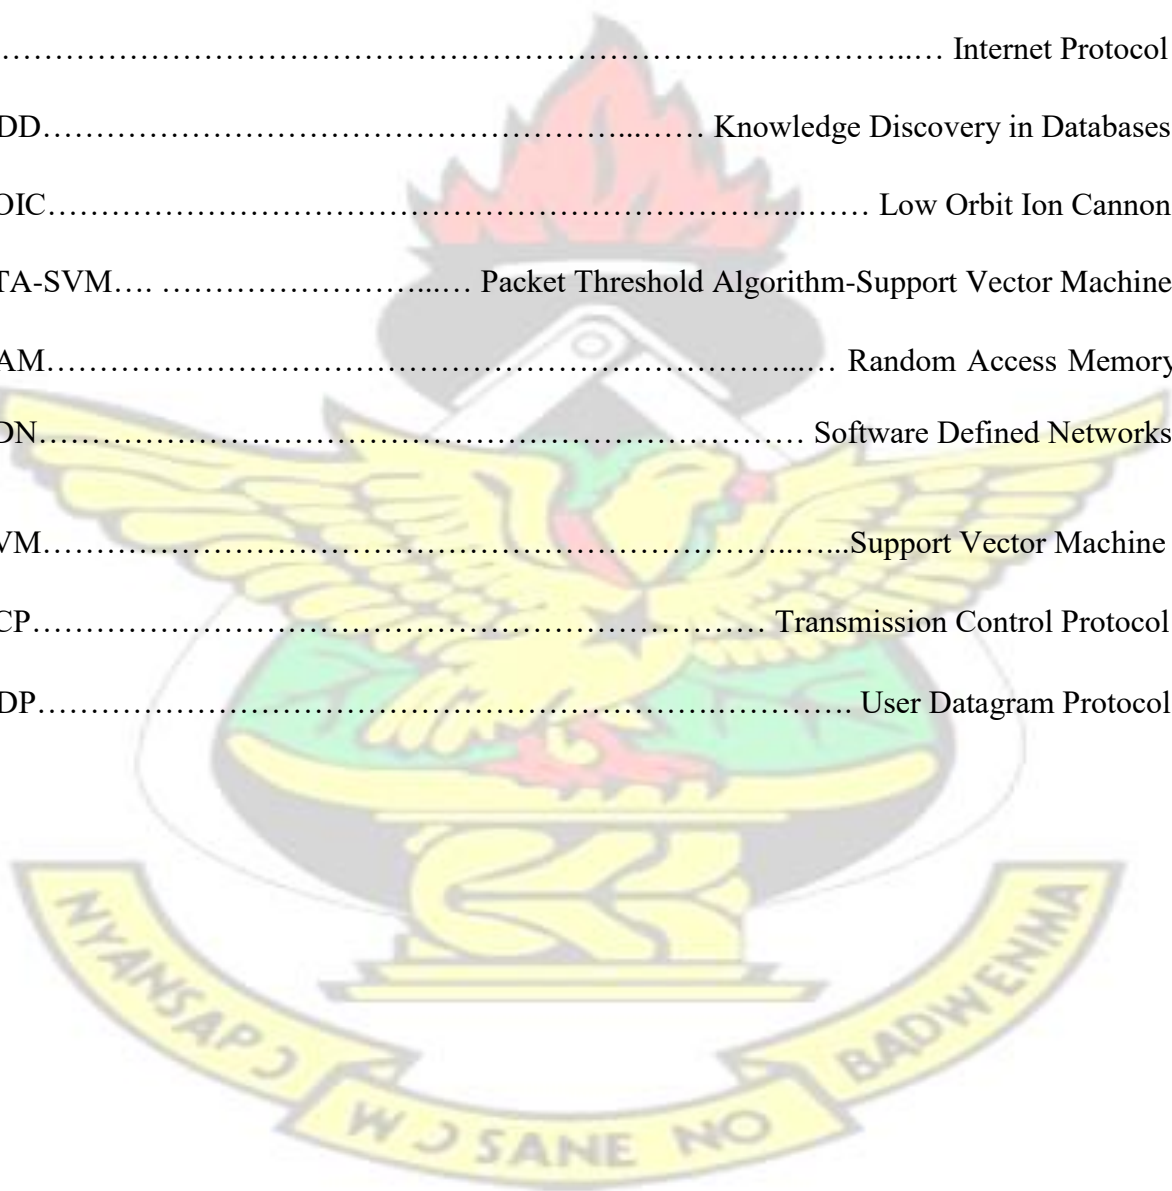 ……………………………………………………………………………..… Internet Protocol
DD………………………………………………...…… Knowledge Discovery in Databases
OIC…………………………………………………………………...…… Low Orbit Ion Cannon
TA-SVM…. ……………………...… Packet Threshold Algorithm-Support Vector Machine
AM…………………………………………………………………...… Random Access Memory
DN………………………………………………………………… Software Defined Networks
VM…………………………………………………………………..…...Support Vector Machine
CP……………………………………………………………… Transmission Control Protocol
DP…………………………………………………………….…………. User Datagram Protocol
NYANSAPƆ WƆSANE NO BADWENMA